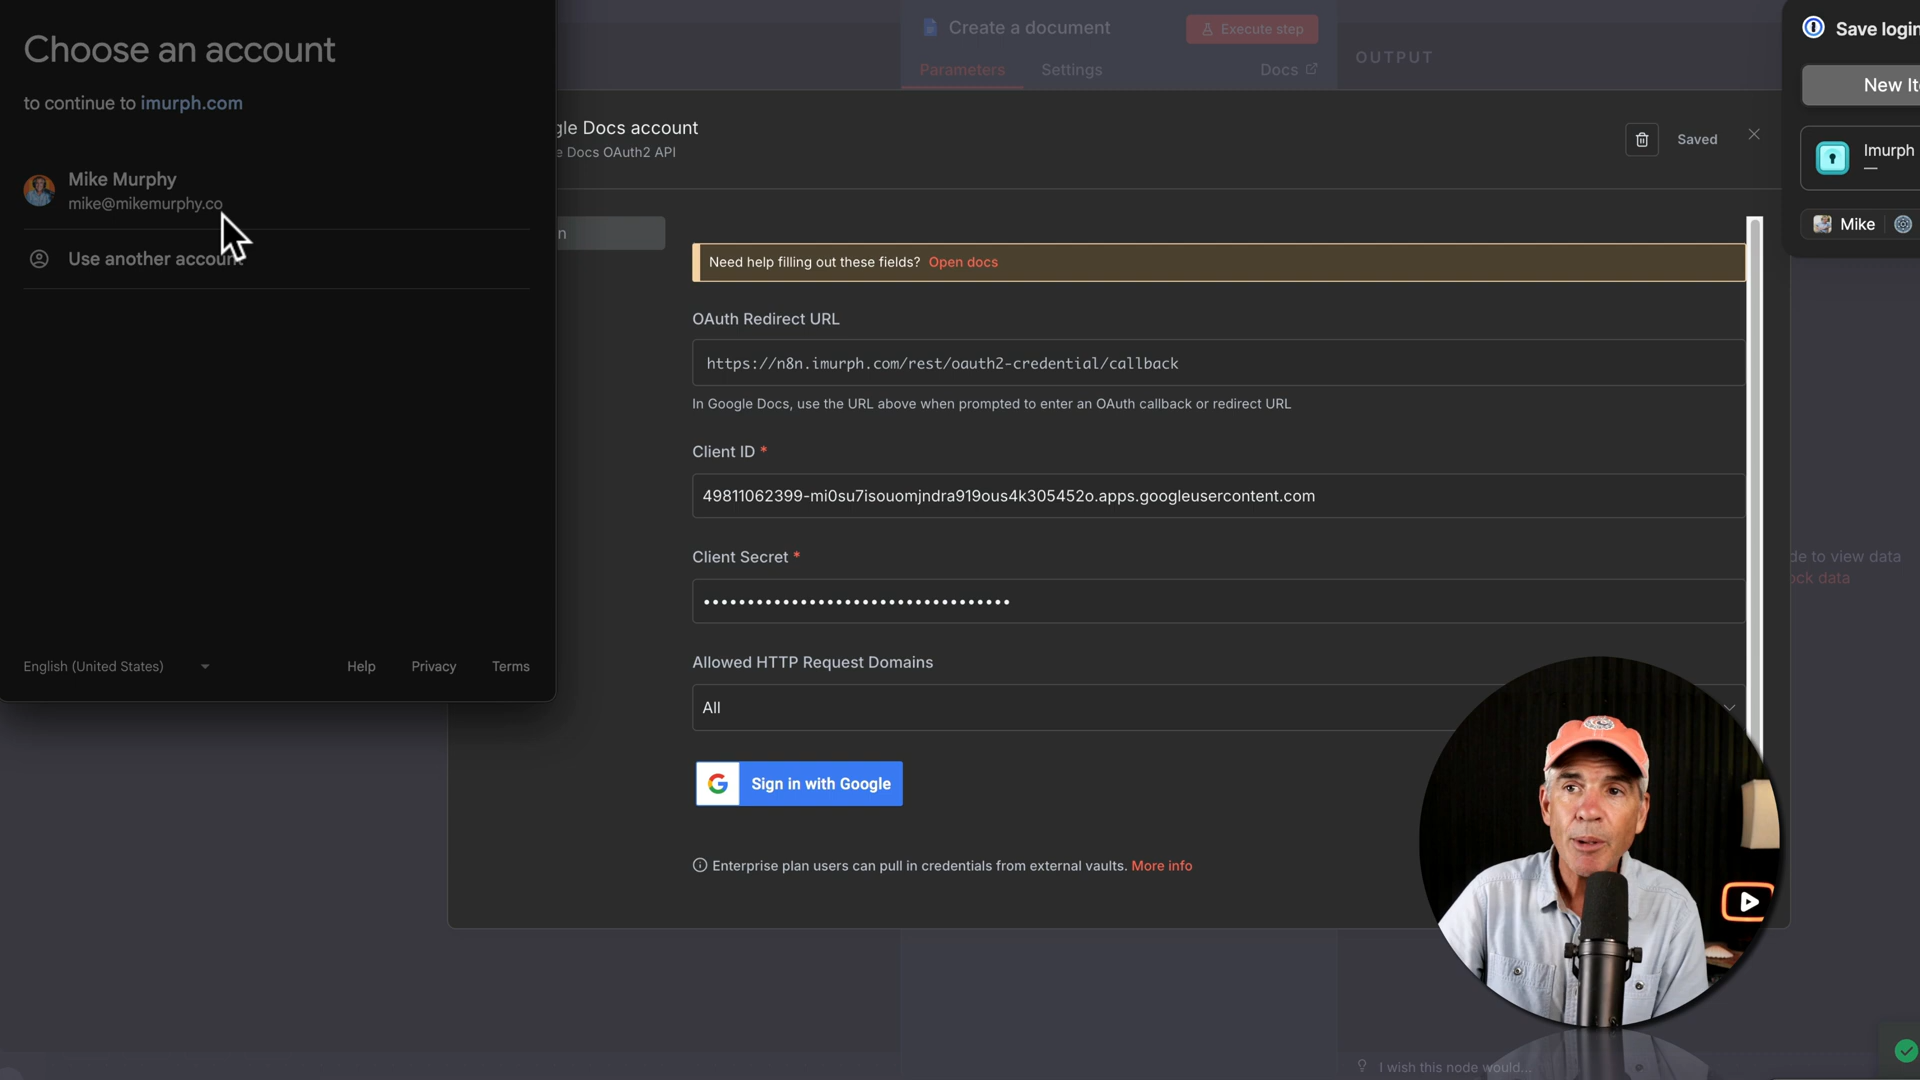 Choose an account
to continue to imurph.com
Mike Murphy
mike@mikemurphy.co
Use another account
English (United States)
Help
Privacy
Terms
Create a document
Execute step
Parameters
Settings
Docs
OUTPUT
gle Docs account
e Docs OAuth2 API
Saved
n
Need help filling out these fields? Open docs
OAuth Redirect URL
https://n8n.imurph.com/rest/oauth2-credential/callback
In Google Docs, use the URL above when prompted to enter an OAuth callback or redirect URL
Client ID *
49811062399-mi0su7isouomjndra919ous4k305452o.apps.googleusercontent.com
Client Secret *
Allowed HTTP Request Domains
All
G Sign in with Google
Enterprise plan users can pull in credentials from external vaults. More info
Save login
New Ite
Imurph
Mike
de to view data
ock data
I wish this node would...